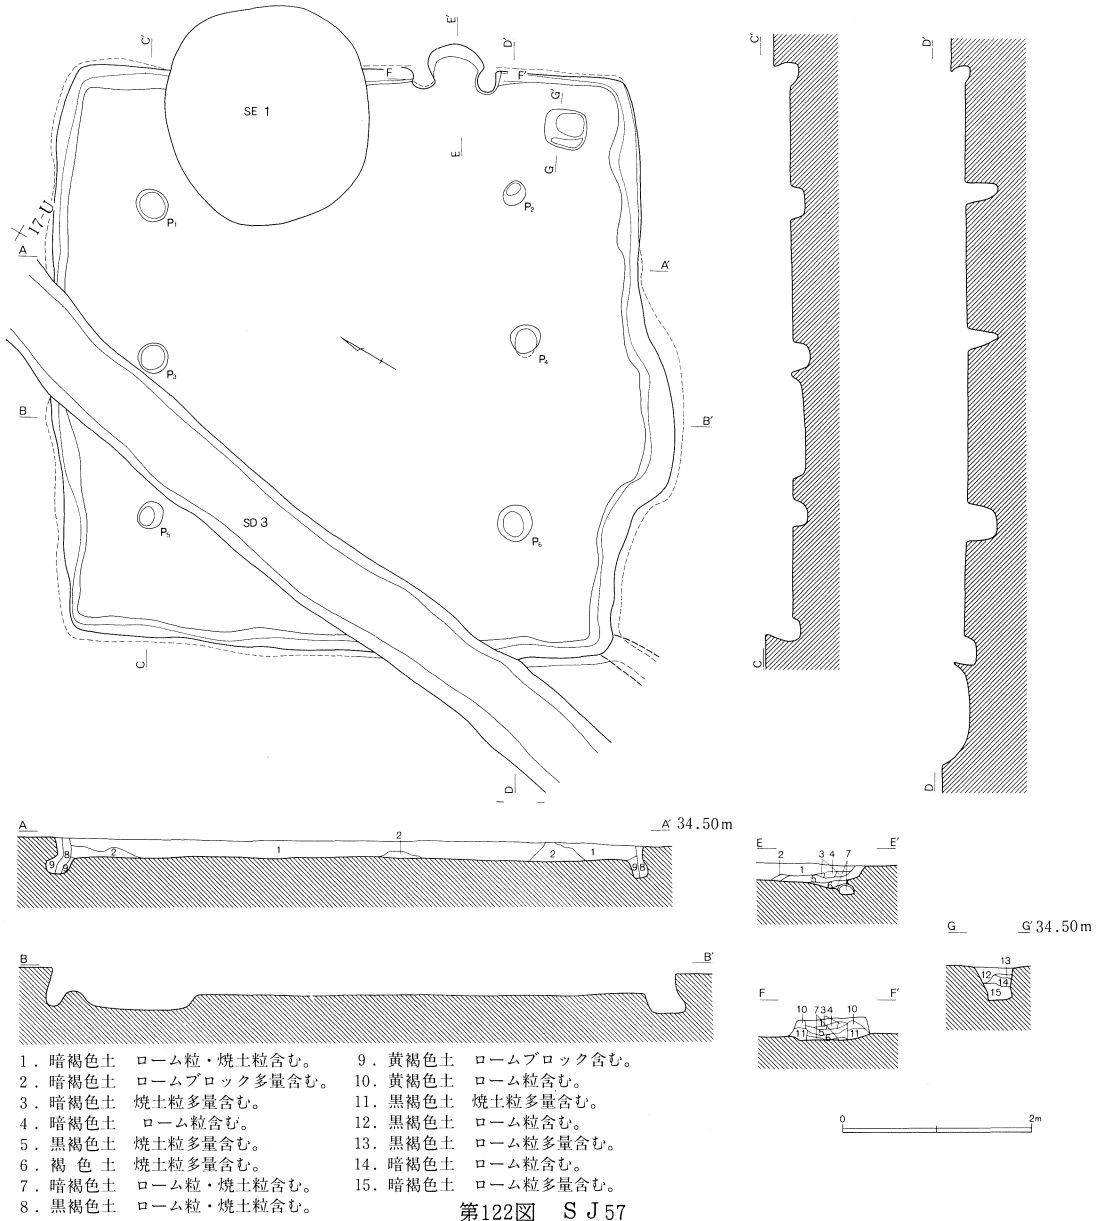 C′
E′
D′
F
F′
SE 1
G′
E
G
P₁
P₂
17-U
A
A′
P₃
P₄
B
B′
SD 3
P₅
P₆
C
D
C′
D′
C
D
A
A′ 34.50m
2
1
2
2
1
9
8
9
9
8
E
E′
2
3
4
7
1
G
G′ 34.50m
13
12
14
15
B
B′
F
F′
10
7
3
4
10
11
5
6
11
1. 暗褐色土 ローム粒・焼土粒含む。
2. 暗褐色土 ロームブロック多量含む。
3. 暗褐色土 焼土粒多量含む。
4. 暗褐色土 ローム粒含む。
5. 黒褐色土 焼土粒多量含む。
6. 褐色土 焼土粒多量含む。
7. 暗褐色土 ローム粒・焼土粒含む。
8. 黒褐色土 ローム粒・焼土粒含む。
9. 黄褐色土 ロームブロック含む。
10. 黄褐色土 ローム粒含む。
11. 黒褐色土 焼土粒多量含む。
12. 黒褐色土 ローム粒含む。
13. 黒褐色土 ローム粒多量含む。
14. 暗褐色土 ローム粒含む。
15. 暗褐色土 ローム粒多量含む。
0 2m
第122図 SJ57